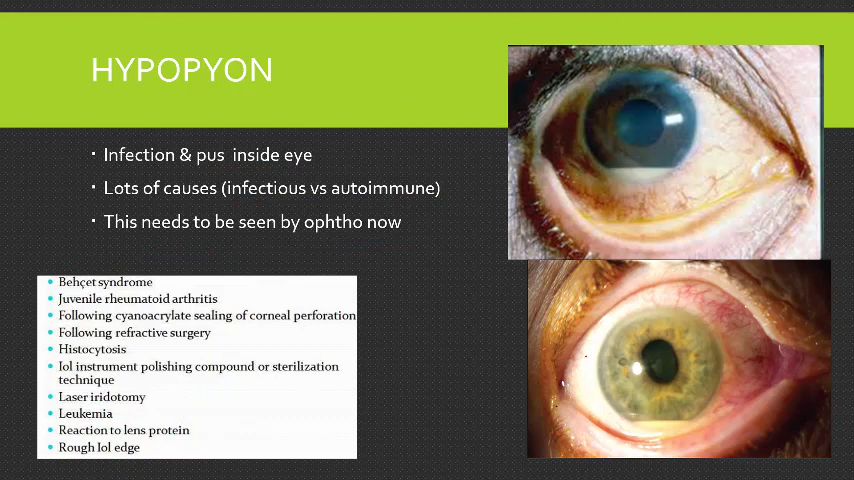 HYPOPYON
Infection & pus inside eye
Lots of causes (infectious vs autoimmune)
This needs to be seen by ophtho now
Behçet syndrome
Juvenile rheumatoid arthritis
Following cyanoacrylate sealing of corneal perforation
Following refractive surgery
Histocytosis
Iol instrument polishing compound or sterilization
technique
Laser iridotomy
Leukemia
Reaction to lens protein
Rough Iol edge